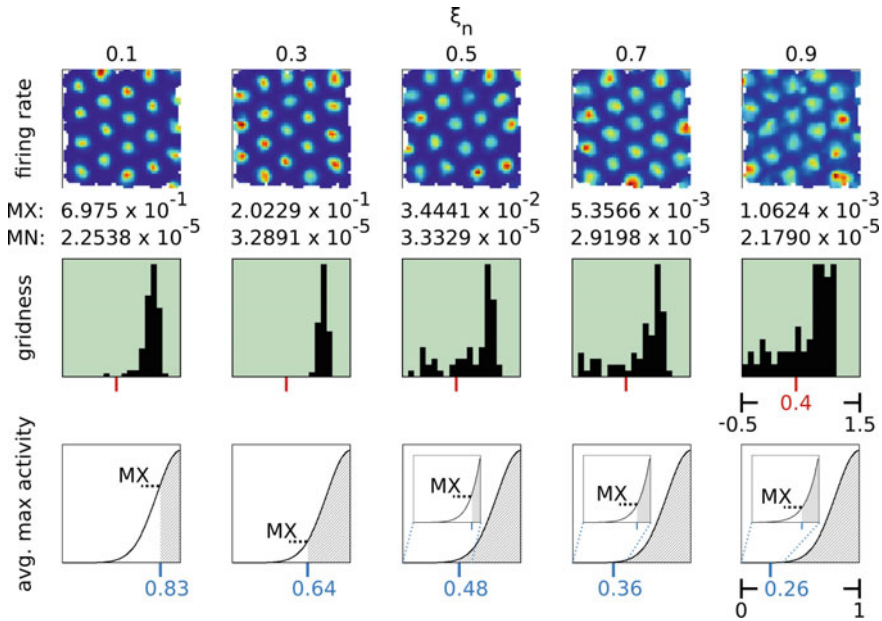 ξn
0.1 0.3 0.5 0.7 0.9
firing rate
MX: 6.975 x 10-1 2.0229 x 10-1 3.4441 x 10-2 5.3566 x 10-3 1.0624 x 10-3
MN: 2.2538 x 10-5 3.2891 x 10-5 3.3329 x 10-5 2.9198 x 10-5 2.1790 x 10-5
gridness
-0.5 0.4 1.5
avg. max activity
MX MX MX MX MX
0.83 0.64 0.48 0.36 0.26
0 1